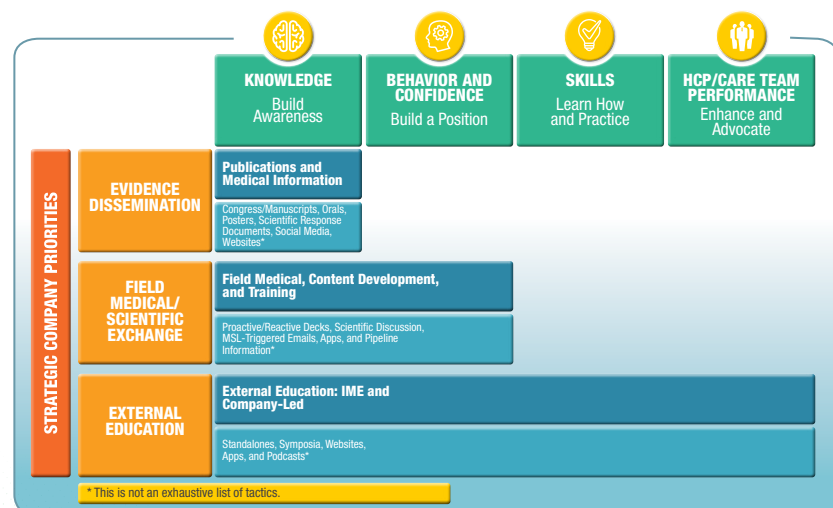 KNOWLEDGE
Build
Awareness
BEHAVIOR AND
CONFIDENCE
Build a Position
SKILLS
Learn How
and Practice
HCP/CARE TEAM
PERFORMANCE
Enhance and
Advocate
STRATEGIC COMPANY PRIORITIES
EVIDENCE
DISSEMINATION
Publications and
Medical Information
Congress/Manuscripts, Orals,
Posters, Scientific Response
Documents, Social Media,
Websites*
FIELD
MEDICAL/
SCIENTIFIC
EXCHANGE
Field Medical, Content Development,
and Training
Proactive/Reactive Decks, Scientific Discussion,
MSL-Triggered Emails, Apps, and Pipeline
Information*
EXTERNAL
EDUCATION
External Education: IME and
Company-Led
Standalones, Symposia, Websites,
Apps, and Podcasts*
* This is not an exhaustive list of tactics.